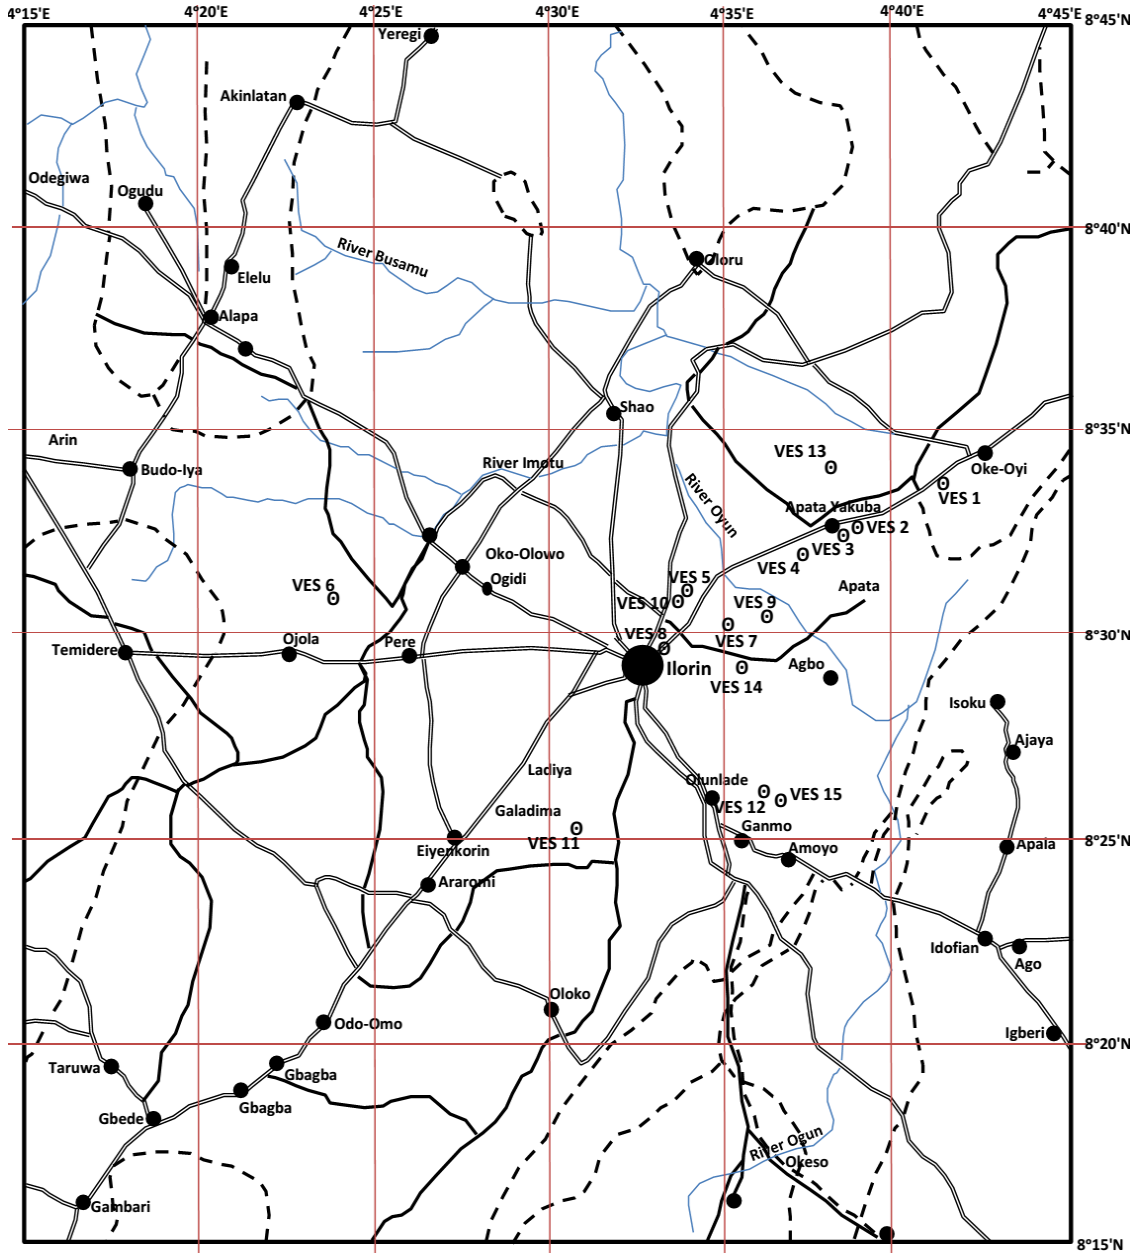 4°15'E 4°20'E 4°25'E 4°30'E 4°35'E 4°40'E 4°45'E
8°45'N
Yeregi
Akinlatan
Odegiwa
Ogudu
8°40'N
River Busamu
Oloru
Elelu
Alapa
Shao
8°35'N
Arin
VES 13
Budo-Iya
River Imotu
Oke-Oyi
River Oyun
VES 1
Apata Yakuba
VES 2
VES 3
Oko-Olowo
VES 4
Ogidi
VES 5
VES 6
Apata
VES 10
VES 9
8°30'N
VES 8
Temidere
Ojola
Pere
VES 7
Ilorin
Agbo
VES 14
Isoku
Ajaya
Ladiya
Olunlade
VES 15
VES 12
Galadima
Ganmo
8°25'N
VES 11
Eiyenkorin
Amoyo
Apala
Araromi
Idofian
Ago
Oloko
Odo-Omo
Igberi
8°20'N
Taruwa
Gbagba
Gbagba
Gbede
River Ogun
Okeso
Gambari
8°15'N